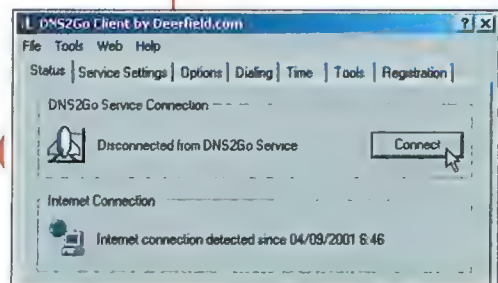 DNS2Go Client by Deerfield.com
File Tools Web Help
Status Service Settings Options Dialing Time Tools Registration
DNS2Go Service Connection
Disconnected from DNS2Go Service
Connect
Internet Connection
Internet connection detected since 04/09/2001 6:46